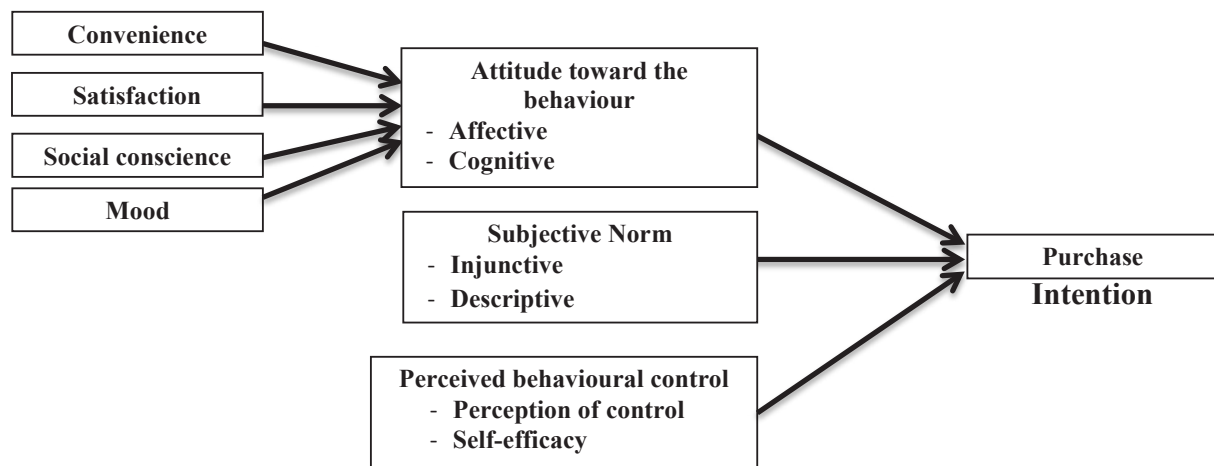 Convenience
Satisfaction
Social conscience
Mood
Attitude toward the
behaviour
- Affective
- Cognitive
Subjective Norm
- Injunctive
- Descriptive
Perceived behavioural control
- Perception of control
- Self-efficacy
Purchase
Intention